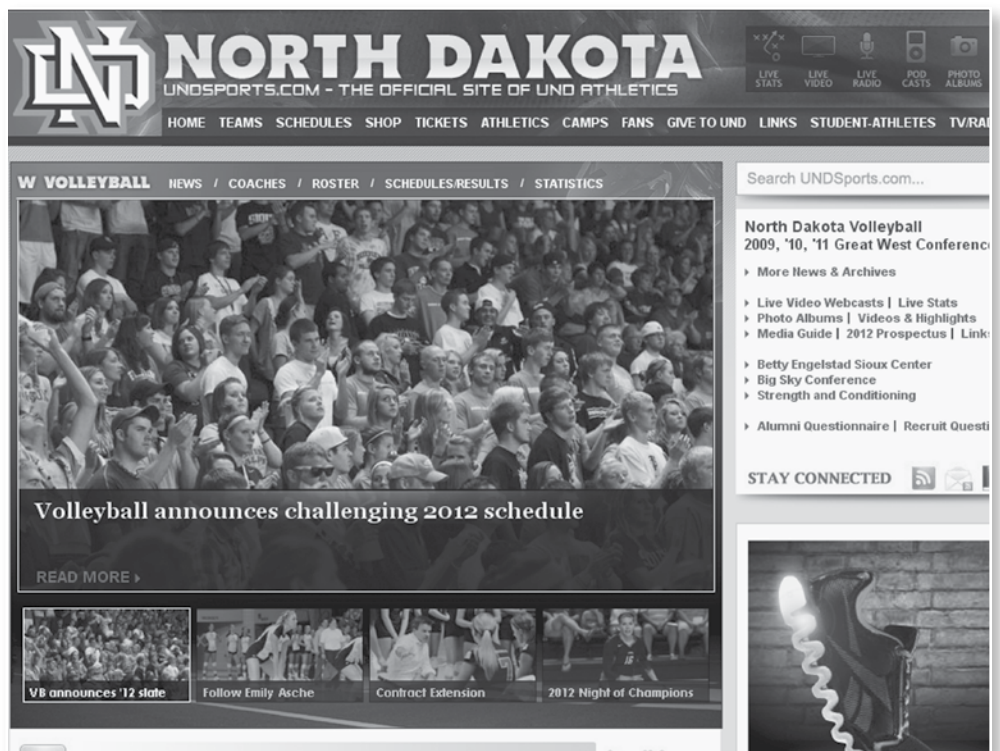 NORTH DAKOTA
UNDSPORTS.COM - THE OFFICIAL SITE OF UND ATHLETICS
LIVE STATS
LIVE VIDEO
LIVE RADIO
POD CASTS
PHOTO ALBUMS
HOME TEAMS SCHEDULES SHOP TICKETS ATHLETICS CAMPS FANS GIVE TO UND LINKS STUDENT-ATHLETES TV/RA
W VOLLEYBALL NEWS / COACHES / ROSTER / SCHEDULES/RESULTS / STATISTICS
Volleyball announces challenging 2012 schedule
READ MORE
VB announces '12 slate
Follow Emily Asche
Contract Extension
2012 Night of Champions
Search UNDSports.com...
North Dakota Volleyball
2009, '10, '11 Great West Conferenc
More News & Archives
Live Video Webcasts | Live Stats
Photo Albums | Videos & Highlights
Media Guide | 2012 Prospectus | Link
Betty Engelstad Sioux Center
Big Sky Conference
Strength and Conditioning
Alumni Questionnaire | Recruit Questi
STAY CONNECTED